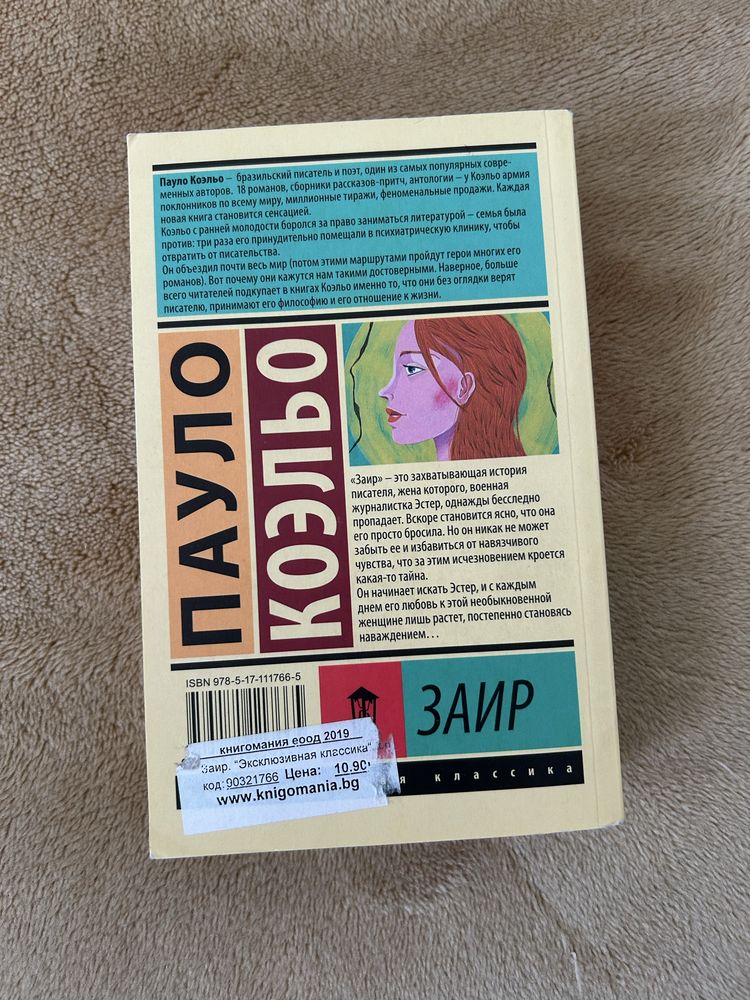 Пауло Коэльо – бразильский писатель и поэт, один из самых популярных совре-
менных авторов. 18 романов, сборники рассказов-притч, антологии – у Коэльо армия
поклонников по всему миру, миллионные тиражи, феноменальные продажи. Каждая
новая книга становится сенсацией.
Коэльо с ранней молодости боролся за право заниматься литературой – семья была
против: три раза его принудительно помещали в психиатрическую клинику, чтобы
отвратить от писательства.
Он объездил почти весь мир (потом этими маршрутами пройдут герои многих его
романов). Вот почему они кажутся нам такими достоверными. Наверное, больше
всего читателей подкупает в книгах Коэльо именно то, что они без оглядки верят
писателю, принимают его философию и его отношение к жизни.
ПАУЛО
КОЭЛЬО
«Заир» – это захватывающая история
писателя, жена которого, военная
журналистка Эстер, однажды бесследно
пропадает. Вскоре становится ясно, что она
его просто бросила. Но он никак не может
забыть ее и избавиться от навязчивого
чувства, что за этим исчезновением кроется
какая-то тайна.
Он начинает искать Эстер, и с каждым
днем его любовь к этой необыкновенной
женщине лишь растет, постепенно становясь
наваждением...
ISBN 978-5-17-111766-5
ЗАИР
я классика
книгомания еоод 2019
Заир. "Эксклюзивная классика"
код: 90321766 Цена: 10.90
www.knigomania.bg